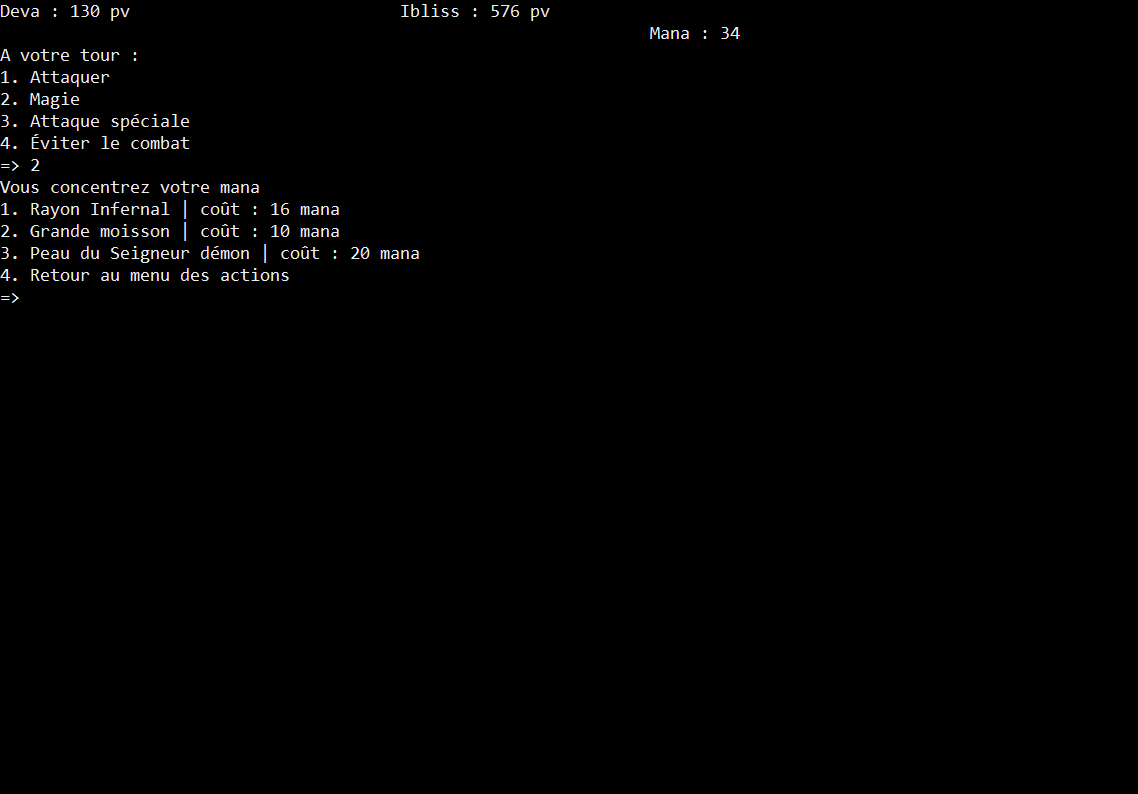 Deva : 130 pv Ibliss : 576 pv
Mana : 34
A votre tour :
1. Attaquer
2. Magie
3. Attaque spéciale
4. Éviter le combat
=> 2
Vous concentrez votre mana
1. Rayon Infernal | coût : 16 mana
2. Grande moisson | coût : 10 mana
3. Peau du Seigneur démon | coût : 20 mana
4. Retour au menu des actions
=>